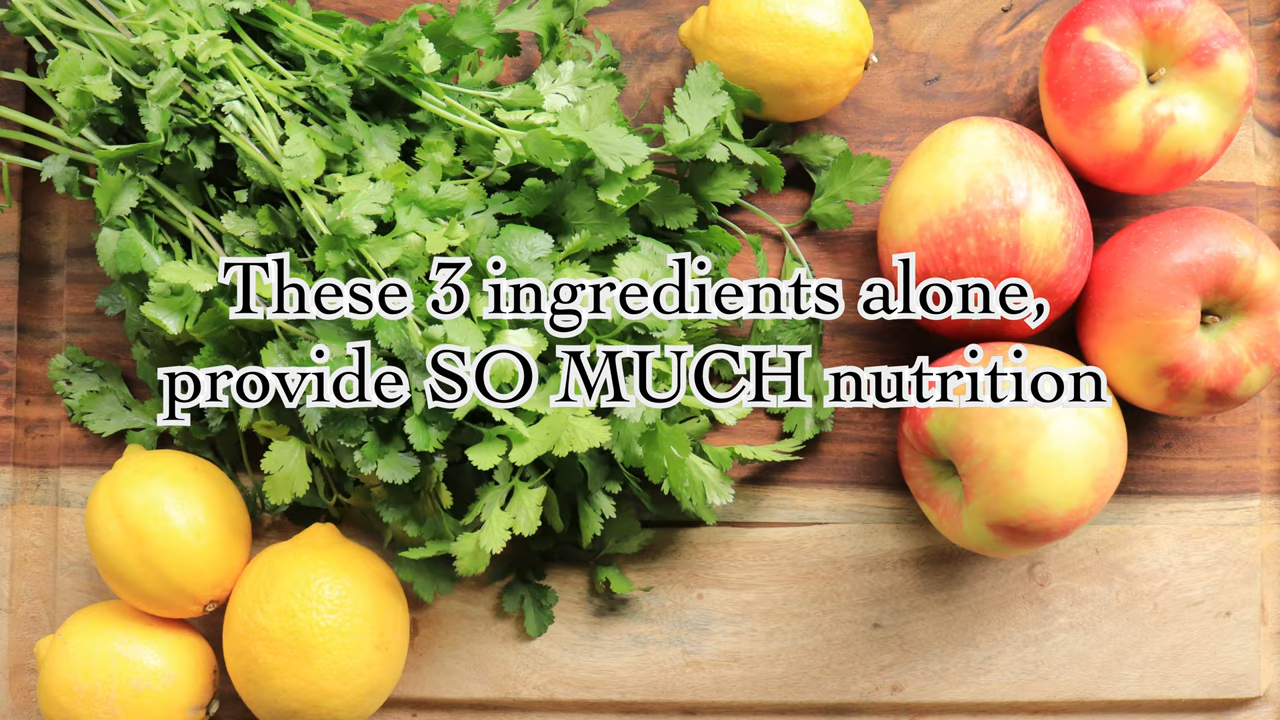 These 3 ingredients alone,
provide SO MUCH nutrition